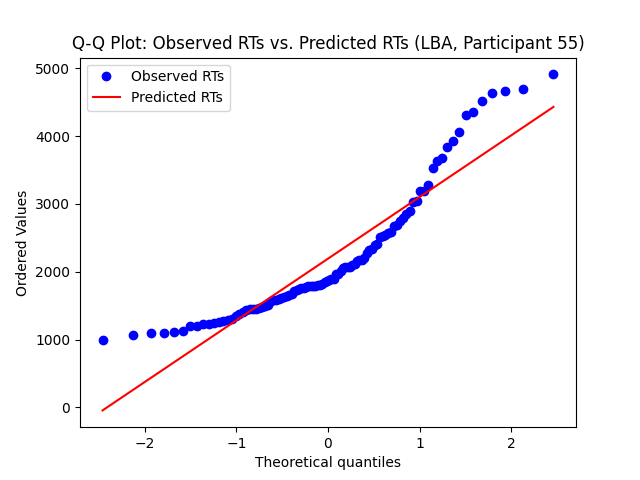 Q-Q Plot: Observed RTs vs. Predicted RTs (LBA, Participant 55)
Observed RTs
Predicted RTs
5000
4000
3000
2000
1000
0
Ordered Values
−2
−1
0
1
2
Theoretical quantiles